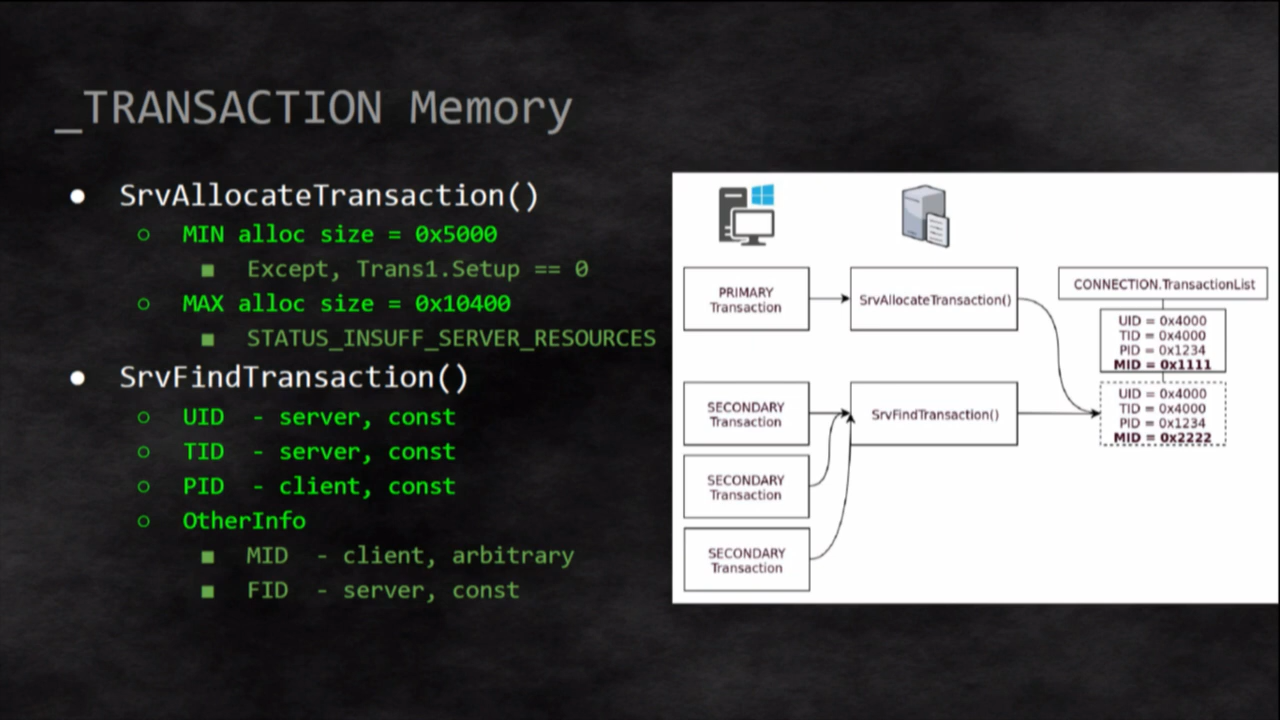 _TRANSACTION Memory
● SrvAllocateTransaction()
○ MIN alloc size = 0x5000
■ Except, Trans1.Setup == 0
○ MAX alloc size = 0x10400
■ STATUS_INSUFF_SERVER_RESOURCES
● SrvFindTransaction()
○ UID - server, const
○ TID - server, const
○ PID - client, const
○ OtherInfo
■ MID - client, arbitrary
■ FID - server, const
PRIMARY
Transaction
SrvAllocateTransaction()
CONNECTION.TransactionList
UID = 0x4000
TID = 0x4000
PID = 0x1234
MID = 0x1111
SECONDARY
Transaction
SrvFindTransaction()
UID = 0x4000
TID = 0x4000
PID = 0x1234
MID = 0x2222
SECONDARY
Transaction
SECONDARY
Transaction